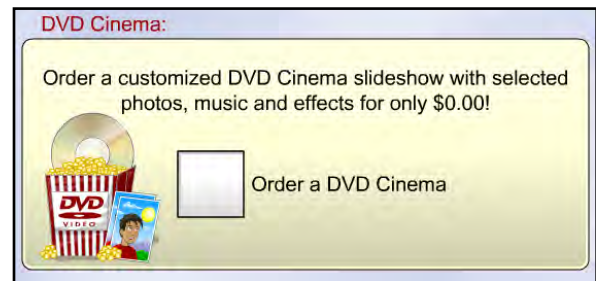 DVD Cinema:
Order a customized DVD Cinema slideshow with selected
photos, music and effects for only $0.00!
Order a DVD Cinema
DVD
VIDEO